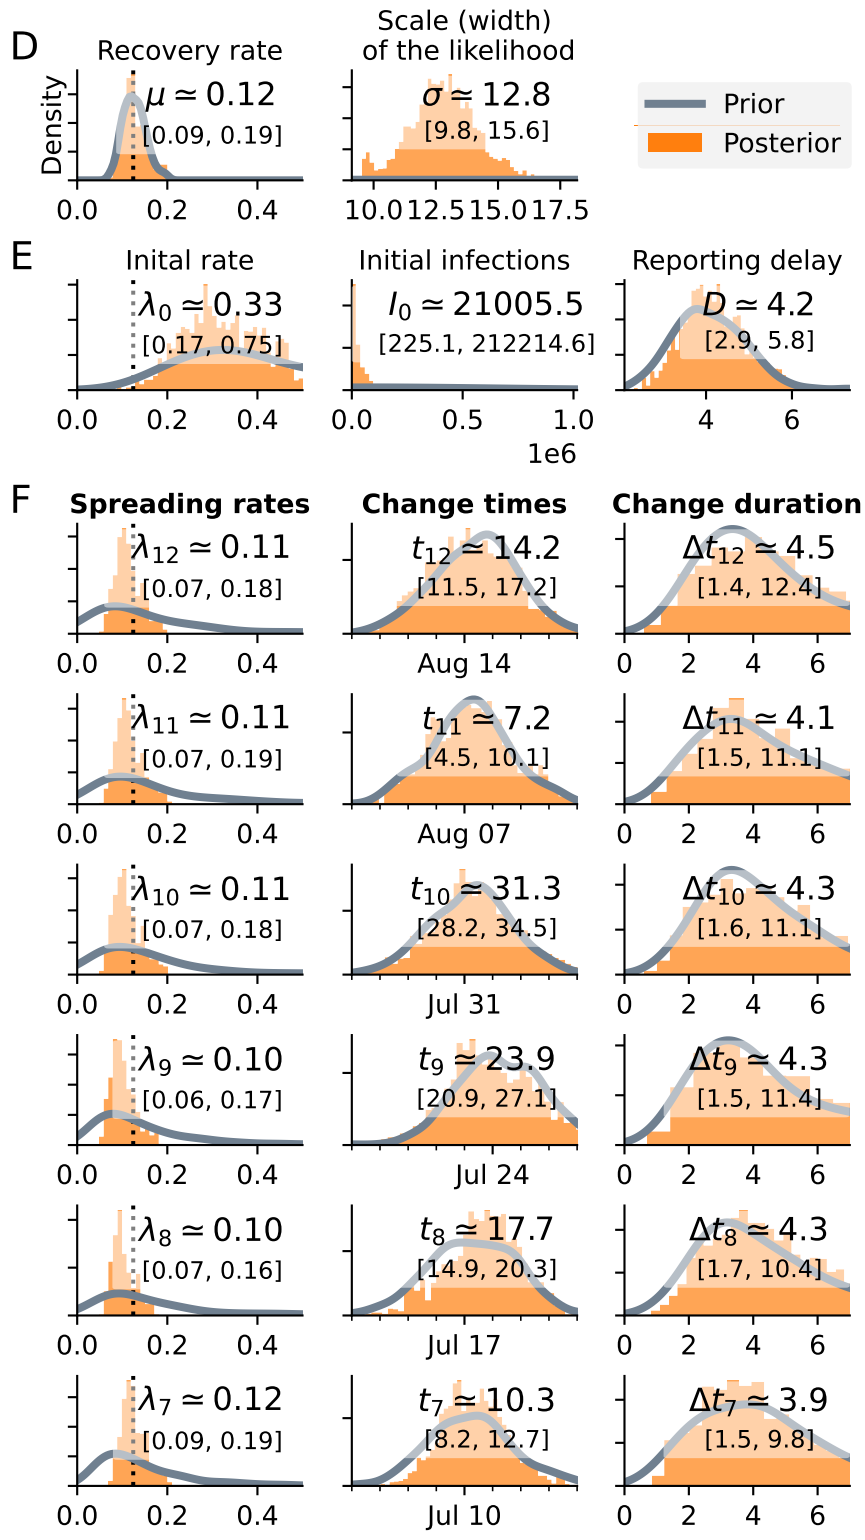 D
Recovery rate
Scale (width)
of the likelihood
Density
μ ≃ 0.12
[0.09, 0.19]
0.0 0.2 0.4
σ ≃ 12.8
[9.8, 15.6]
10.0 12.5 15.0 17.5
Prior
Posterior
E
Inital rate
λ0 ≃ 0.33
[0.17, 0.75]
0.0 0.2 0.4
Initial infections
I0 ≃ 21005.5
[225.1, 212214.6]
0.0 0.5 1.0
1e6
Reporting delay
D ≃ 4.2
[2.9, 5.8]
4 6
F
Spreading rates
Change times
Change duration
λ12 ≃ 0.11
[0.07, 0.18]
0.0 0.2 0.4
t12 ≃ 14.2
[11.5, 17.2]
Aug 14
Δt12 ≃ 4.5
[1.4, 12.4]
0 2 4 6
λ11 ≃ 0.11
[0.07, 0.19]
0.0 0.2 0.4
t11 ≃ 7.2
[4.5, 10.1]
Aug 07
Δt11 ≃ 4.1
[1.5, 11.1]
0 2 4 6
λ10 ≃ 0.11
[0.07, 0.18]
0.0 0.2 0.4
t10 ≃ 31.3
[28.2, 34.5]
Jul 31
Δt10 ≃ 4.3
[1.6, 11.1]
0 2 4 6
λ9 ≃ 0.10
[0.06, 0.17]
0.0 0.2 0.4
t9 ≃ 23.9
[20.9, 27.1]
Jul 24
Δt9 ≃ 4.3
[1.5, 11.4]
0 2 4 6
λ8 ≃ 0.10
[0.07, 0.16]
0.0 0.2 0.4
t8 ≃ 17.7
[14.9, 20.3]
Jul 17
Δt8 ≃ 4.3
[1.7, 10.4]
0 2 4 6
λ7 ≃ 0.12
[0.09, 0.19]
0.0 0.2 0.4
t7 ≃ 10.3
[8.2, 12.7]
Jul 10
Δt7 ≃ 3.9
[1.5, 9.8]
0 2 4 6